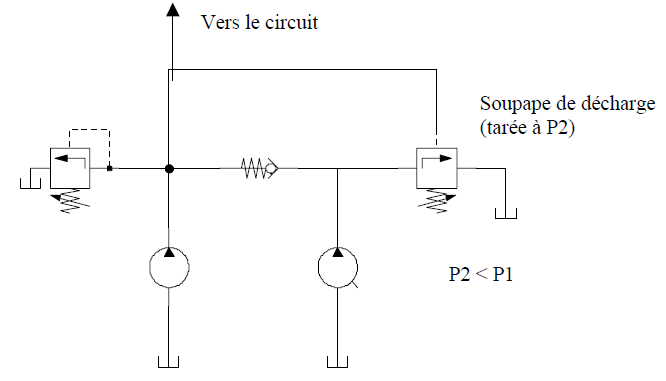 Vers le circuit
Soupape de décharge
(tarée à P2)
P2 < P1